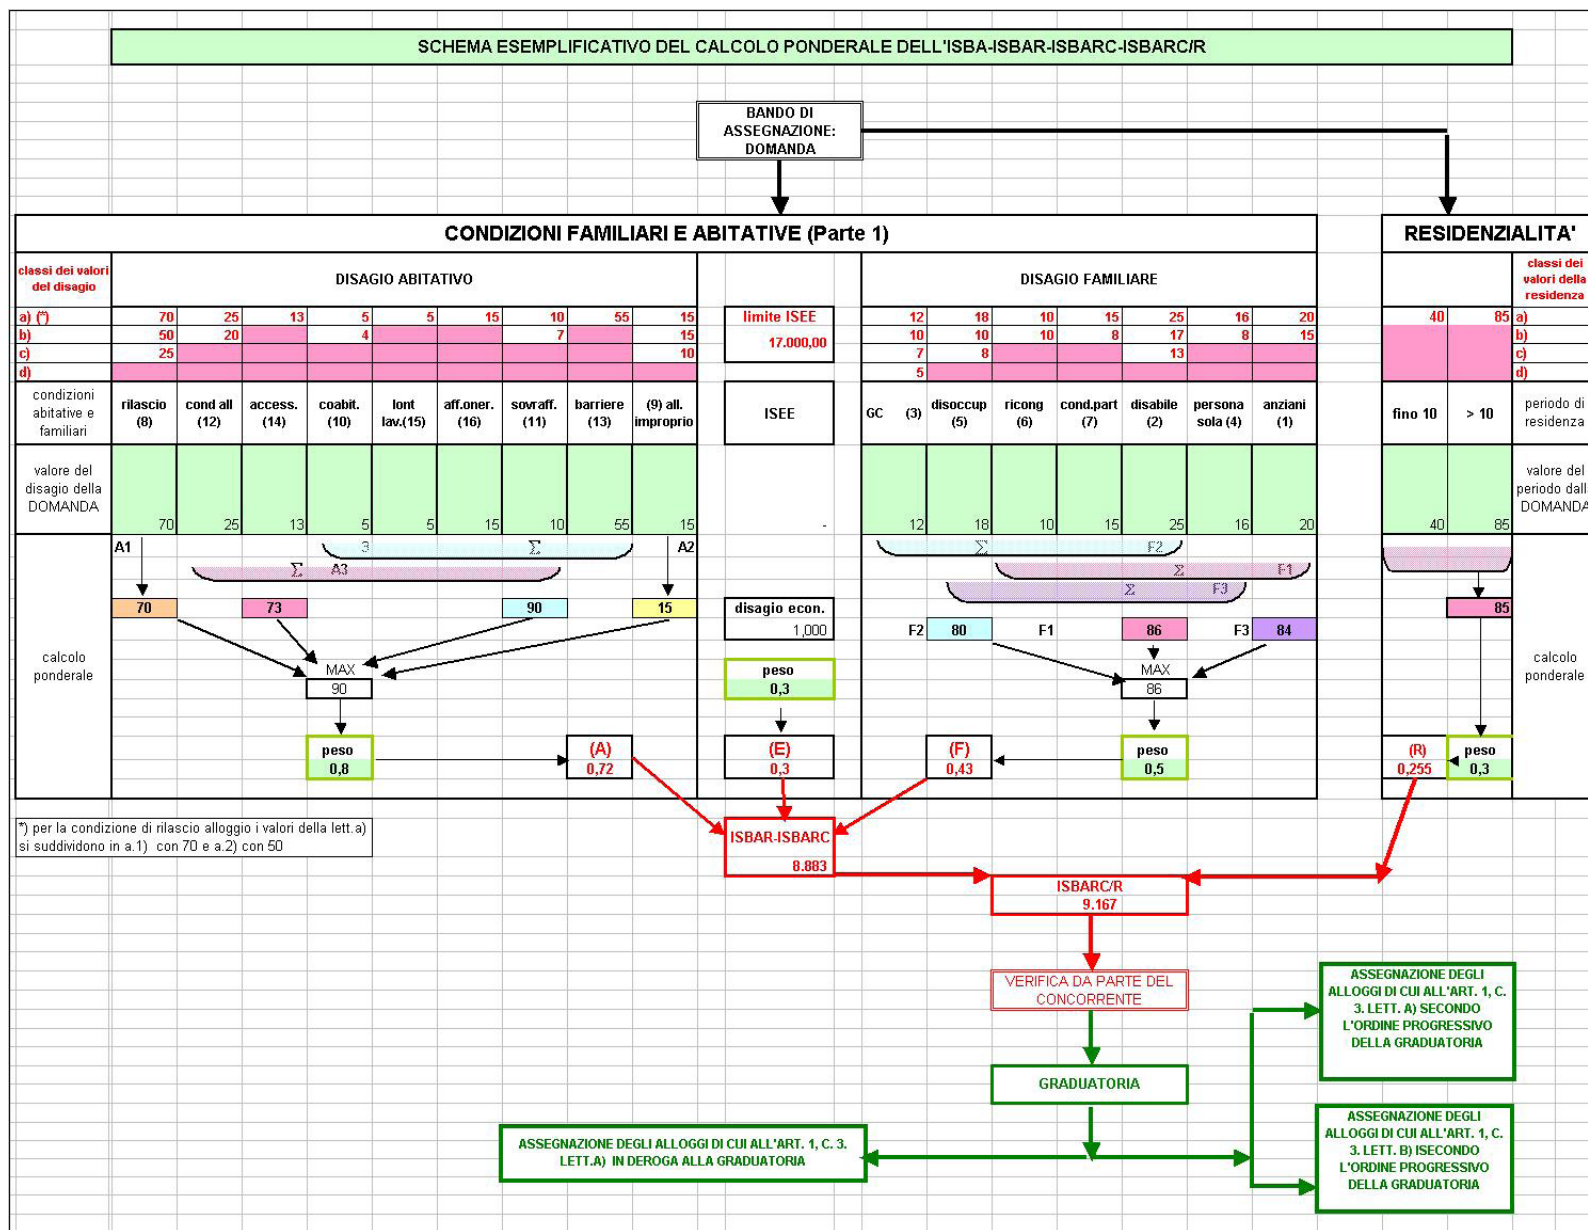 SCHEMA ESEMPLIFICATIVO DEL CALCOLO PONDERALE DELL'ISBA-ISBAR-ISBARC-ISBARC/R
BANDO DI
ASSEGNAZIONE:
DOMANDA
CONDIZIONI FAMILIARI E ABITATIVE (Parte 1)
RESIDENZIALITA'
classi dei valori
del disagio
DISAGIO ABITATIVO
DISAGIO FAMILIARE
classi dei
valori della
residenza
a) (*) 70 25 13 5 5 15 10 55 15 limite ISEE 12 18 10 15 25 16 20 40 85 a)
b) 50 20 4 7 15 17.000,00 10 10 10 8 17 8 15 b)
c) 25 10 7 8 13 c)
d) 5 d)
condizioni
abitative e
familiari
rilascio
(8)
cond all
(12)
access.
(14)
coabit.
(10)
lont
lav.(15)
aff.oner.
(16)
sovraff.
(11)
barriere
(13)
(9) all.
improprio
ISEE
GC (3)
disoccup
(5)
ricong
(6)
cond.part
(7)
disabile
(2)
persona
sola (4)
anziani
(1)
fino 10
> 10
periodo di
residenza
valore del
disagio della
DOMANDA
70 25 13 5 5 15 10 55 15 - 12 18 10 15 25 16 20 40 85
valore del
periodo dalla
DOMANDA
A1 3 Σ A2 Σ F2
Σ A3 Σ F1
Σ F3
70 73 90 15 disagio econ. 85
1,000 F2 80 F1 86 F3 84
calcolo
ponderale
MAX
90
peso
0,3
MAX
86
calcolo
ponderale
peso
0,8
(A)
0,72
(E)
0,3
(F)
0,43
peso
0,5
(R)
0,255
peso
0,3
*) per la condizione di rilascio alloggio i valori della lett.a)
si suddividono in a.1) con 70 e a.2) con 50
ISBAR-ISBARC
8.883
ISBARC/R
9.167
VERIFICA DA PARTE DEL
CONCORRENTE
GRADUATORIA
ASSEGNAZIONE DEGLI
ALLOGGI DI CUI ALL'ART. 1, C.
3. LETT. A) SECONDO
L'ORDINE PROGRESSIVO
DELLA GRADUATORIA
ASSEGNAZIONE DEGLI ALLOGGI DI CUI ALL'ART. 1, C. 3.
LETT.A) IN DEROGA ALLA GRADUATORIA
ASSEGNAZIONE DEGLI
ALLOGGI DI CUI ALL'ART. 1, C.
3. LETT. B) ISECONDO
L'ORDINE PROGRESSIVO
DELLA GRADUATORIA